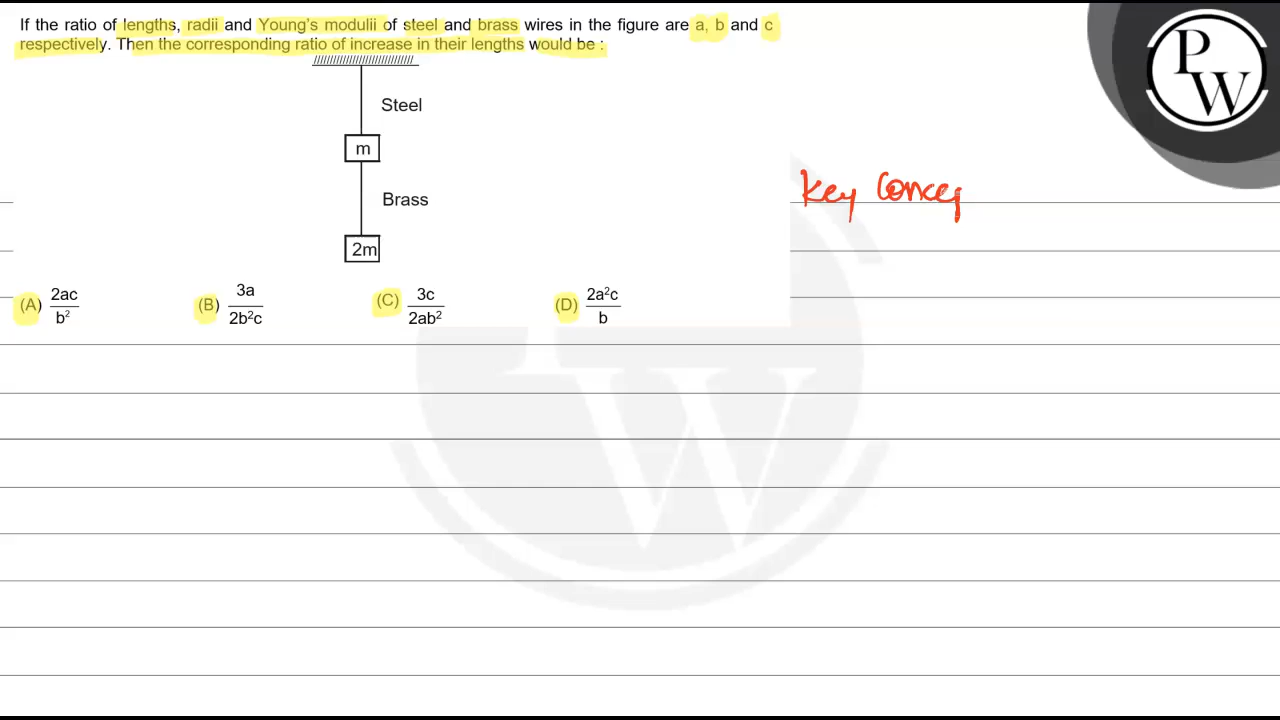 If the ratio of lengths, radii and Young's modulii of steel and brass wires in the figure are a, b and c
respectively. Then the corresponding ratio of increase in their lengths would be :
Steel
m
Brass
2m
(A) 2ac/b² (B) 3a/2b²c (C) 3c/2ab² (D) 2a²c/b
Key Concep
PW